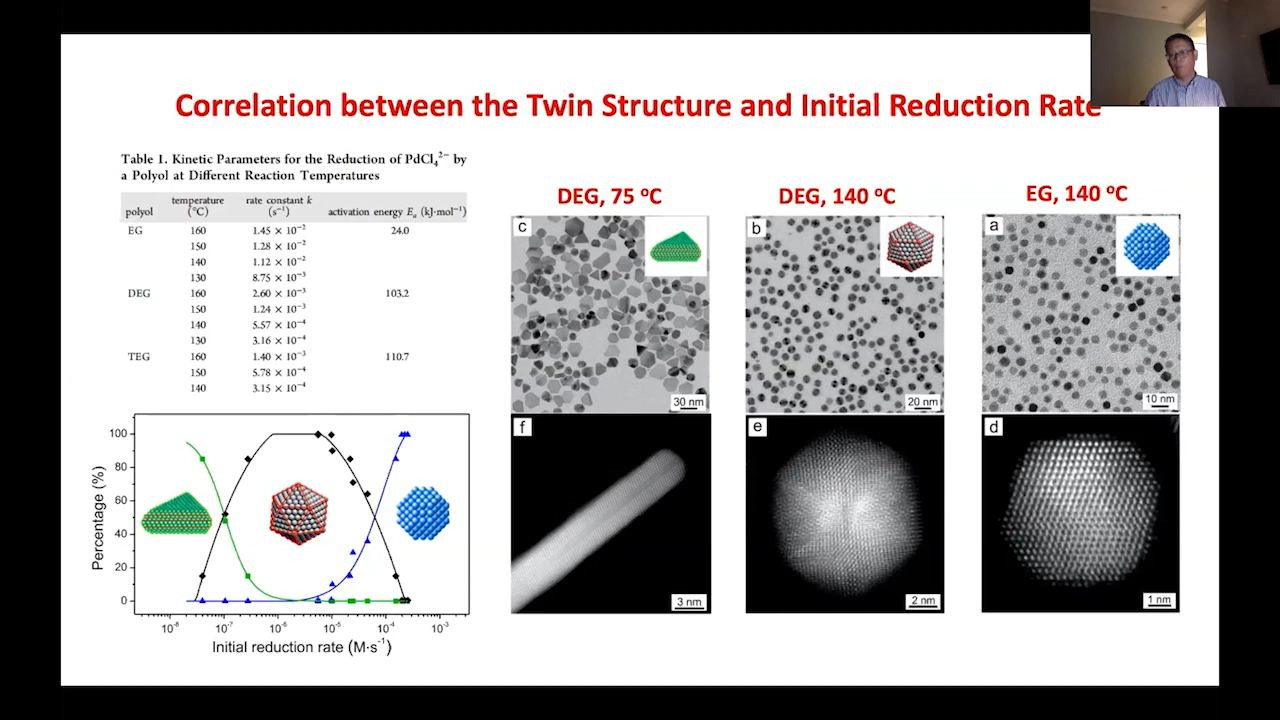 Correlation between the Twin Structure and Initial Reduction Rate
Table 1. Kinetic Parameters for the Reduction of PdCl₄²⁻ by
a Polyol at Different Reaction Temperatures
polyol temperature (°C) rate constant k (s⁻¹) activation energy Eₐ (kJ·mol⁻¹)
EG 160 1.45 × 10⁻² 24.0
150 1.28 × 10⁻²
140 1.12 × 10⁻²
130 8.75 × 10⁻³
DEG 160 2.60 × 10⁻³ 103.2
150 1.24 × 10⁻³
140 5.57 × 10⁻⁴
130 3.16 × 10⁻⁴
TEG 160 1.40 × 10⁻³ 110.7
150 5.78 × 10⁻⁴
140 3.15 × 10⁻⁴
Percentage (%)
100
80
60
40
20
0
10⁻⁸ 10⁻⁷ 10⁻⁶ 10⁻⁵ 10⁻⁴ 10⁻³
Initial reduction rate (M·s⁻¹)
DEG, 75 °C
DEG, 140 °C
EG, 140 °C
c
30 nm
b
20 nm
a
10 nm
f
3 nm
e
2 nm
d
1 nm